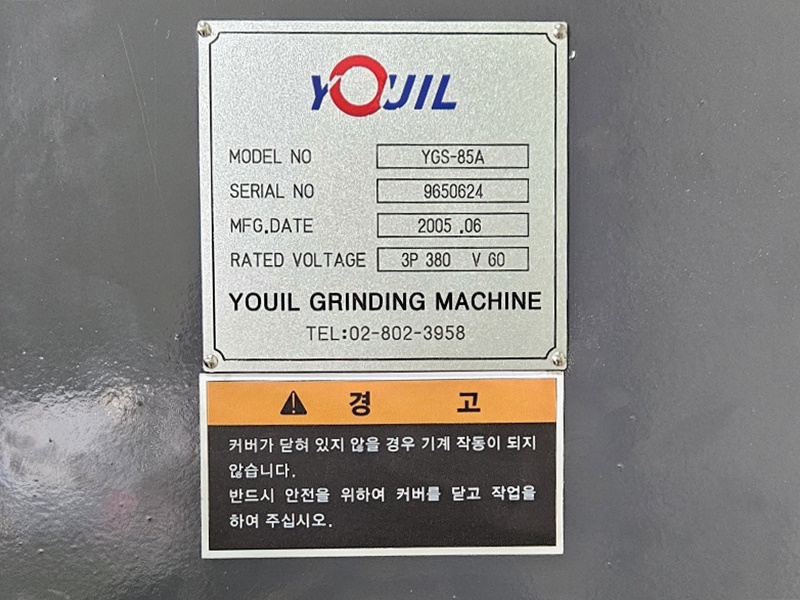 YOUIL
MODEL NO YGS-85A
SERIAL NO 9650624
MFG.DATE 2005 .06
RATED VOLTAGE 3P 380 V 60
YOUIL GRINDING MACHINE
TEL:02-802-3958
경 고
커버가 닫혀 있지 않을 경우 기계 작동이 되지
않습니다.
반드시 안전을 위하여 커버를 닫고 작업을
하여 주십시오.